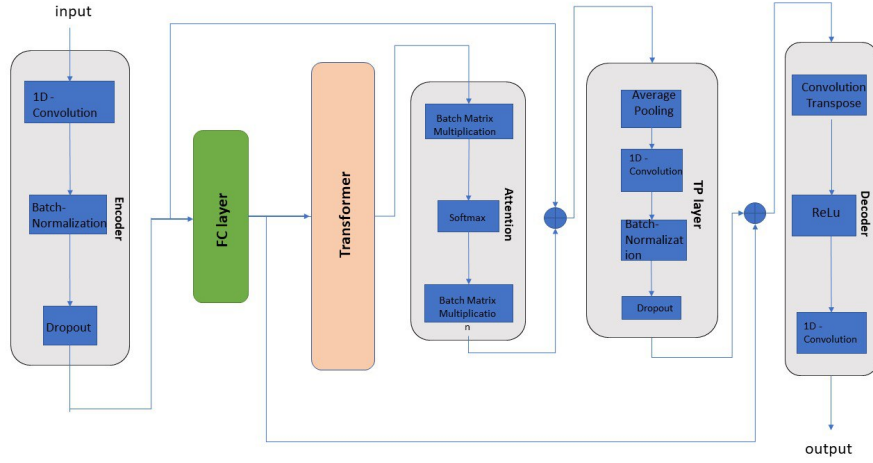 input
1D -
Convolution
Batch-
Normalization
Dropout
Encoder
FC layer
Transformer
Batch Matrix
Multiplication
Softmax
Batch Matrix
Multiplicatio
n
Attention
Average
Pooling
1D -
Convolution
Batch-
Normalizat
ion
Dropout
TP layer
Convolution
Transpose
ReLu
1D -
Convolution
Decoder
output